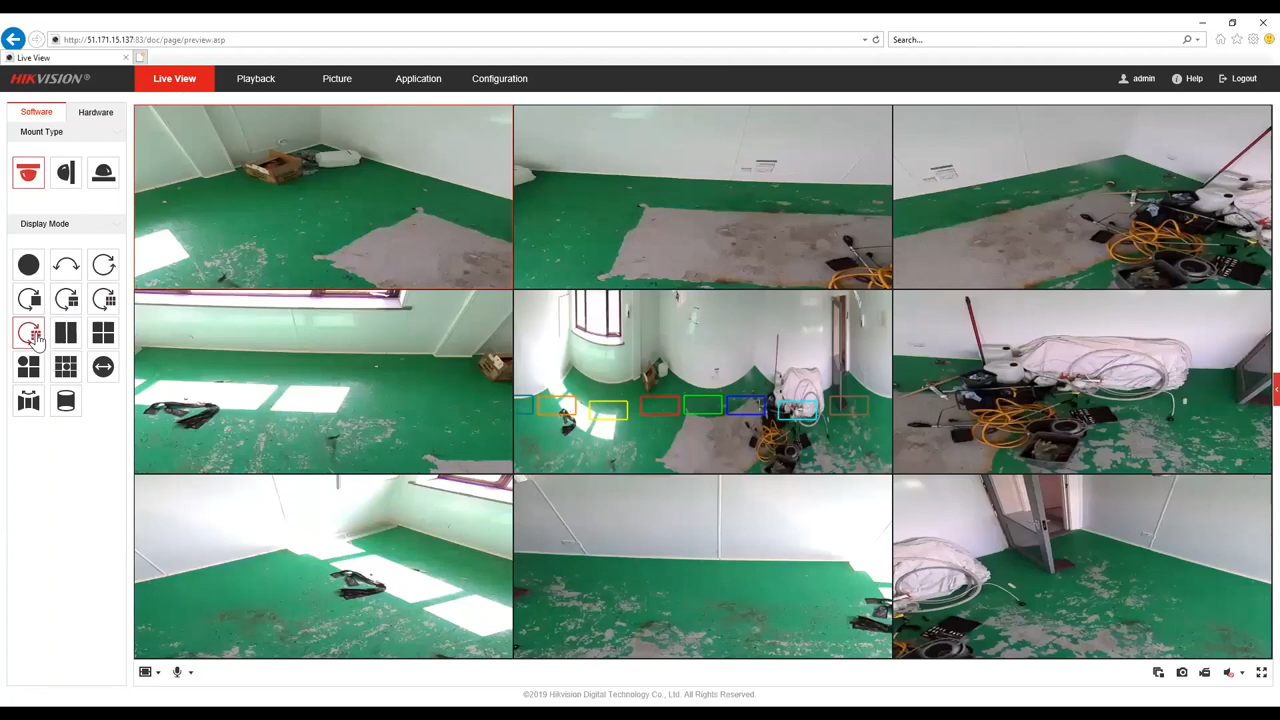 http://51.171.15.137:83/doc/page/preview.asp
Search...
Live View
HIKVISION®
Live View
Playback
Picture
Application
Configuration
admin
Help
Logout
Software
Hardware
Mount Type
Display Mode
©2019 Hikvision Digital Technology Co., Ltd. All Rights Reserved.